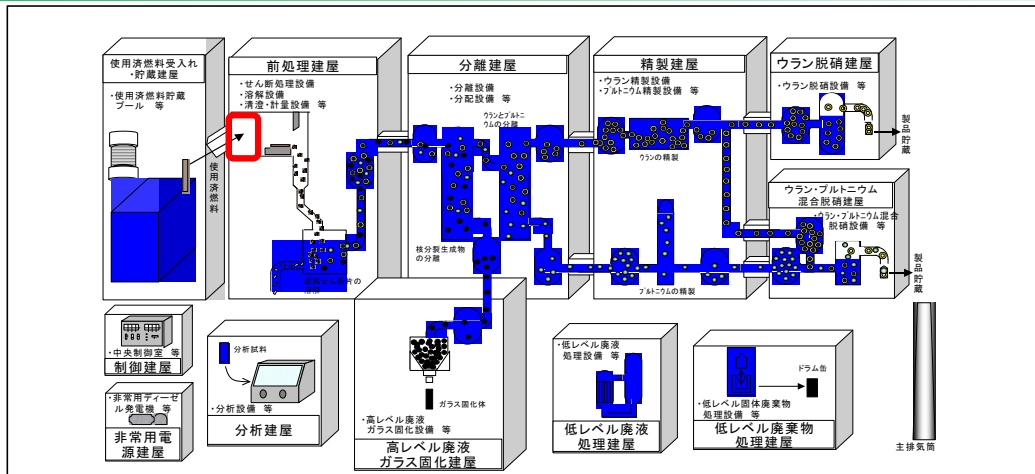 使用済燃料受入れ
・貯蔵建屋
・使用済燃料貯蔵
プール 等
使用済燃料
前処理建屋
・せん断処理設備
・溶解設備
・清澄・計量設備 等
分離建屋
・分離設備
・分配設備 等
ウランとプルトニ
ウムの分離
核分裂生成物
の分離
精製建屋
・ウラン精製設備
・プルトニウム精製設備 等
ウランの精製
プルトニウムの精製
ウラン脱硝建屋
・ウラン脱硝設備 等
製品貯蔵
ウラン・プルトニウム
混合脱硝建屋
・ウラン・プルトニウム混合
脱硝設備 等
製品貯蔵
・中央制御室 等
制御建屋
・非常用ディーゼ
ル発電機 等
非常用電
源建屋
分析試料
・分析設備 等
分析建屋
ガラス固化体
・高レベル廃液
ガラス固化設備 等
高レベル廃液
ガラス固化建屋
・低レベル廃液
処理設備 等
低レベル廃液
処理建屋
ドラム缶
・低レベル固体廃棄物
処理設備 等
低レベル廃棄物
処理建屋
主排気筒